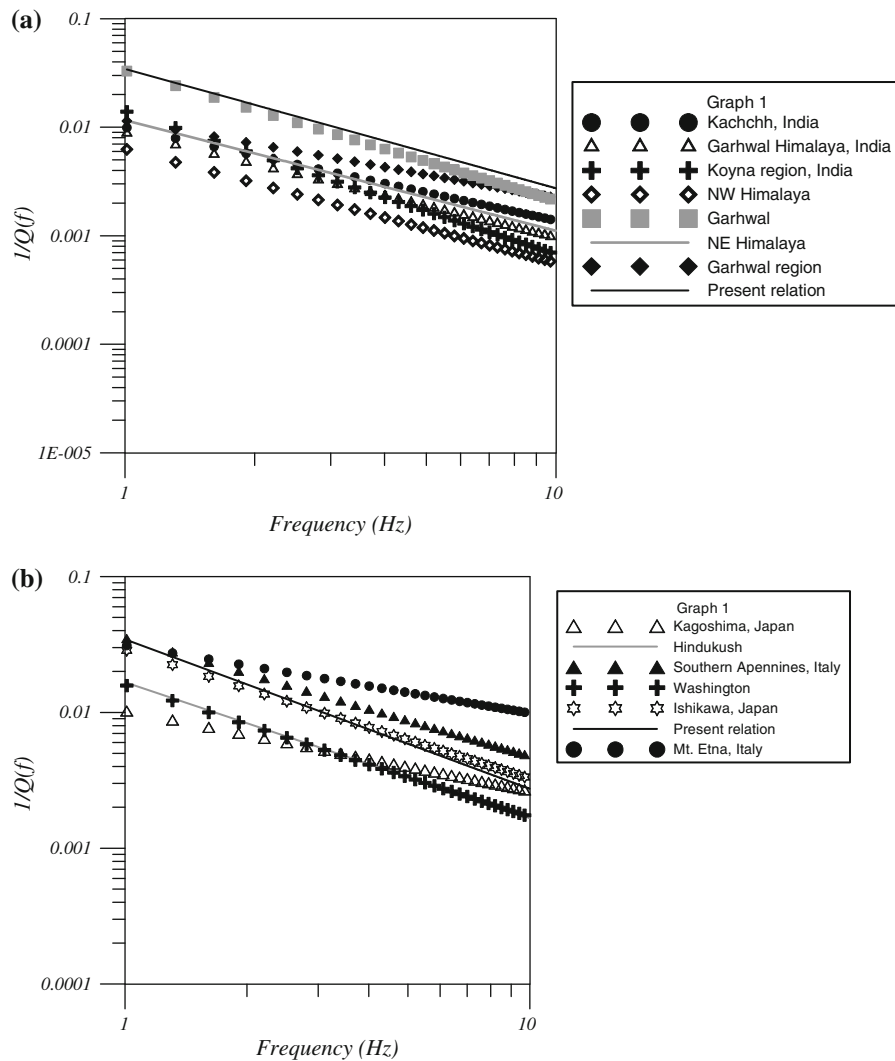 (a)
0.1
0.01
0.001
0.0001
1E-005
1/Q(f)
1
10
Frequency (Hz)
Graph 1
Kachchh, India
Garhwal Himalaya, India
Koyna region, India
NW Himalaya
Garhwal
NE Himalaya
Garhwal region
Present relation
(b)
0.1
0.01
0.001
0.0001
1/Q(f)
1
10
Frequency (Hz)
Graph 1
Kagoshima, Japan
Hindukush
Southern Apennines, Italy
Washington
Ishikawa, Japan
Present relation
Mt. Etna, Italy